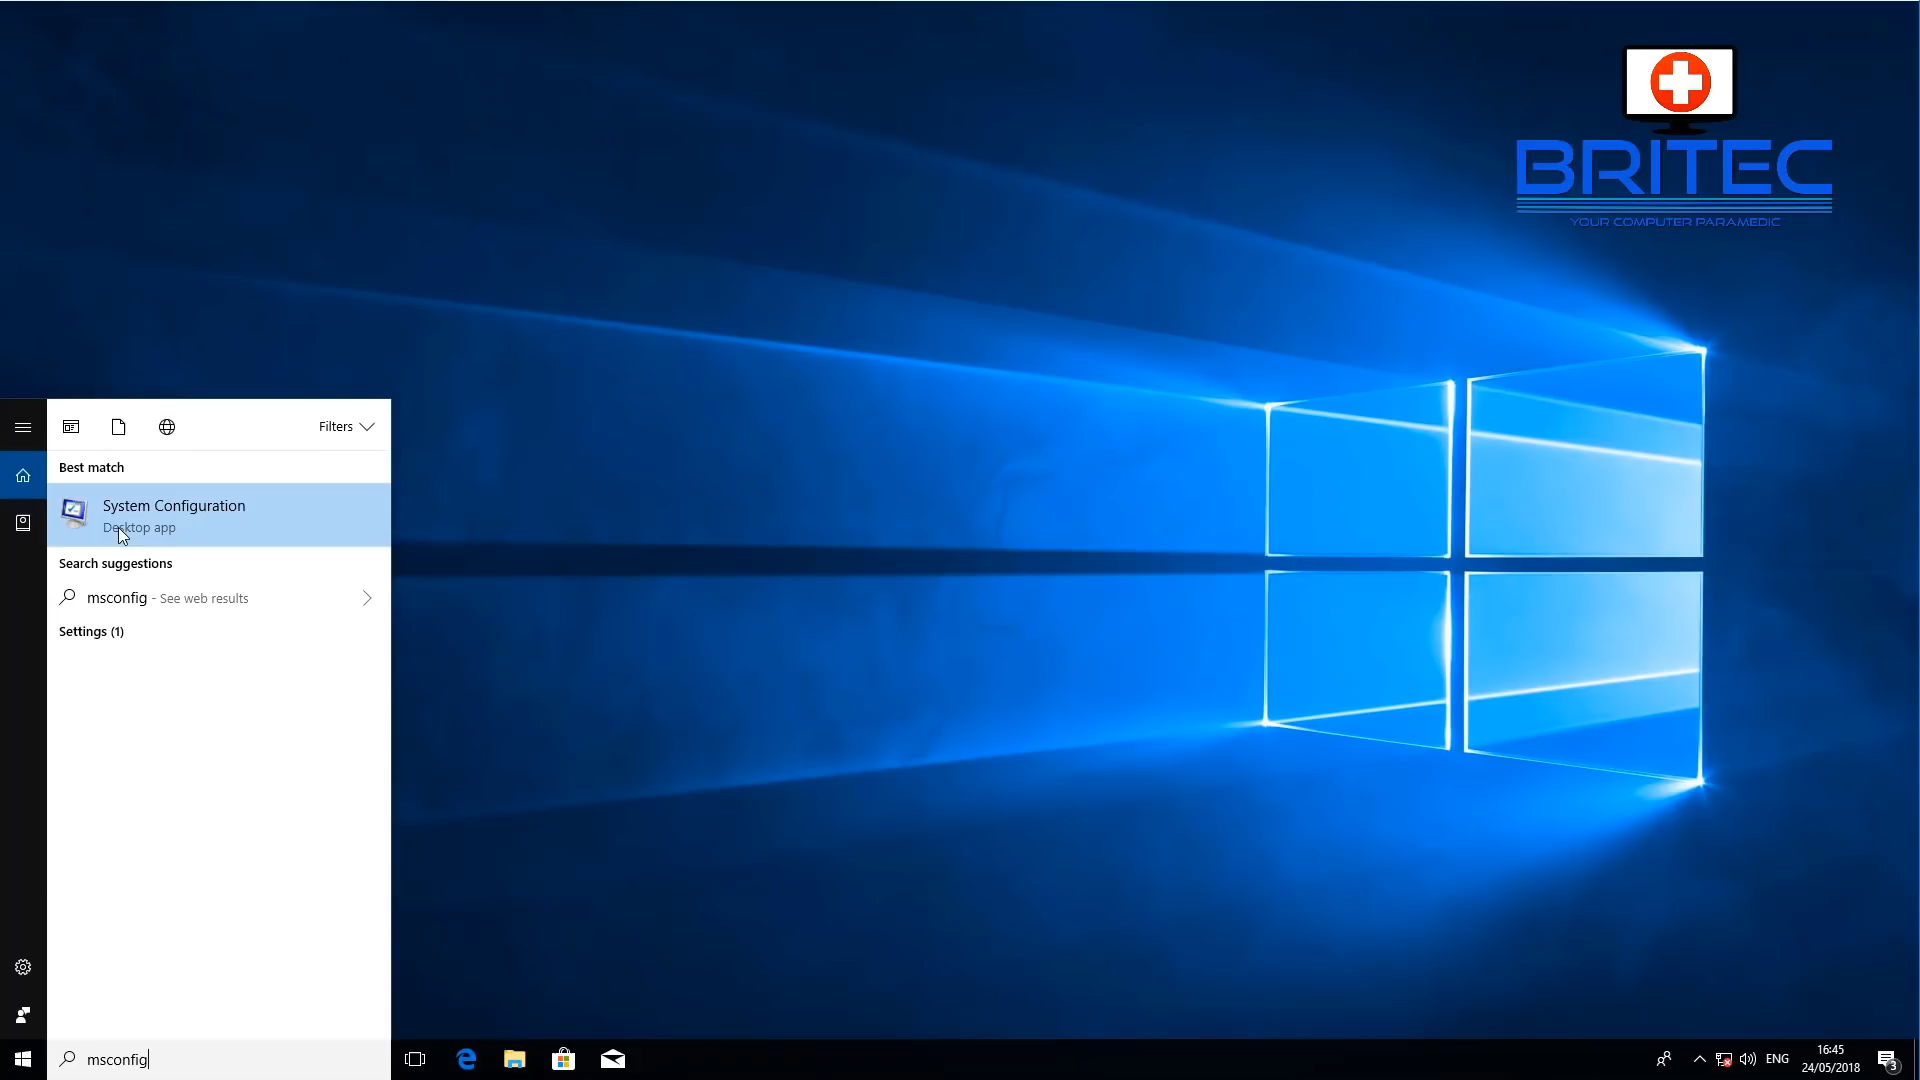 BRITEC
YOUR COMPUTER PARAMEDIC
Filters
Best match
System Configuration
Desktop app
Search suggestions
msconfig - See web results
Settings (1)
msconfig
ENG
16:45
24/05/2018
3